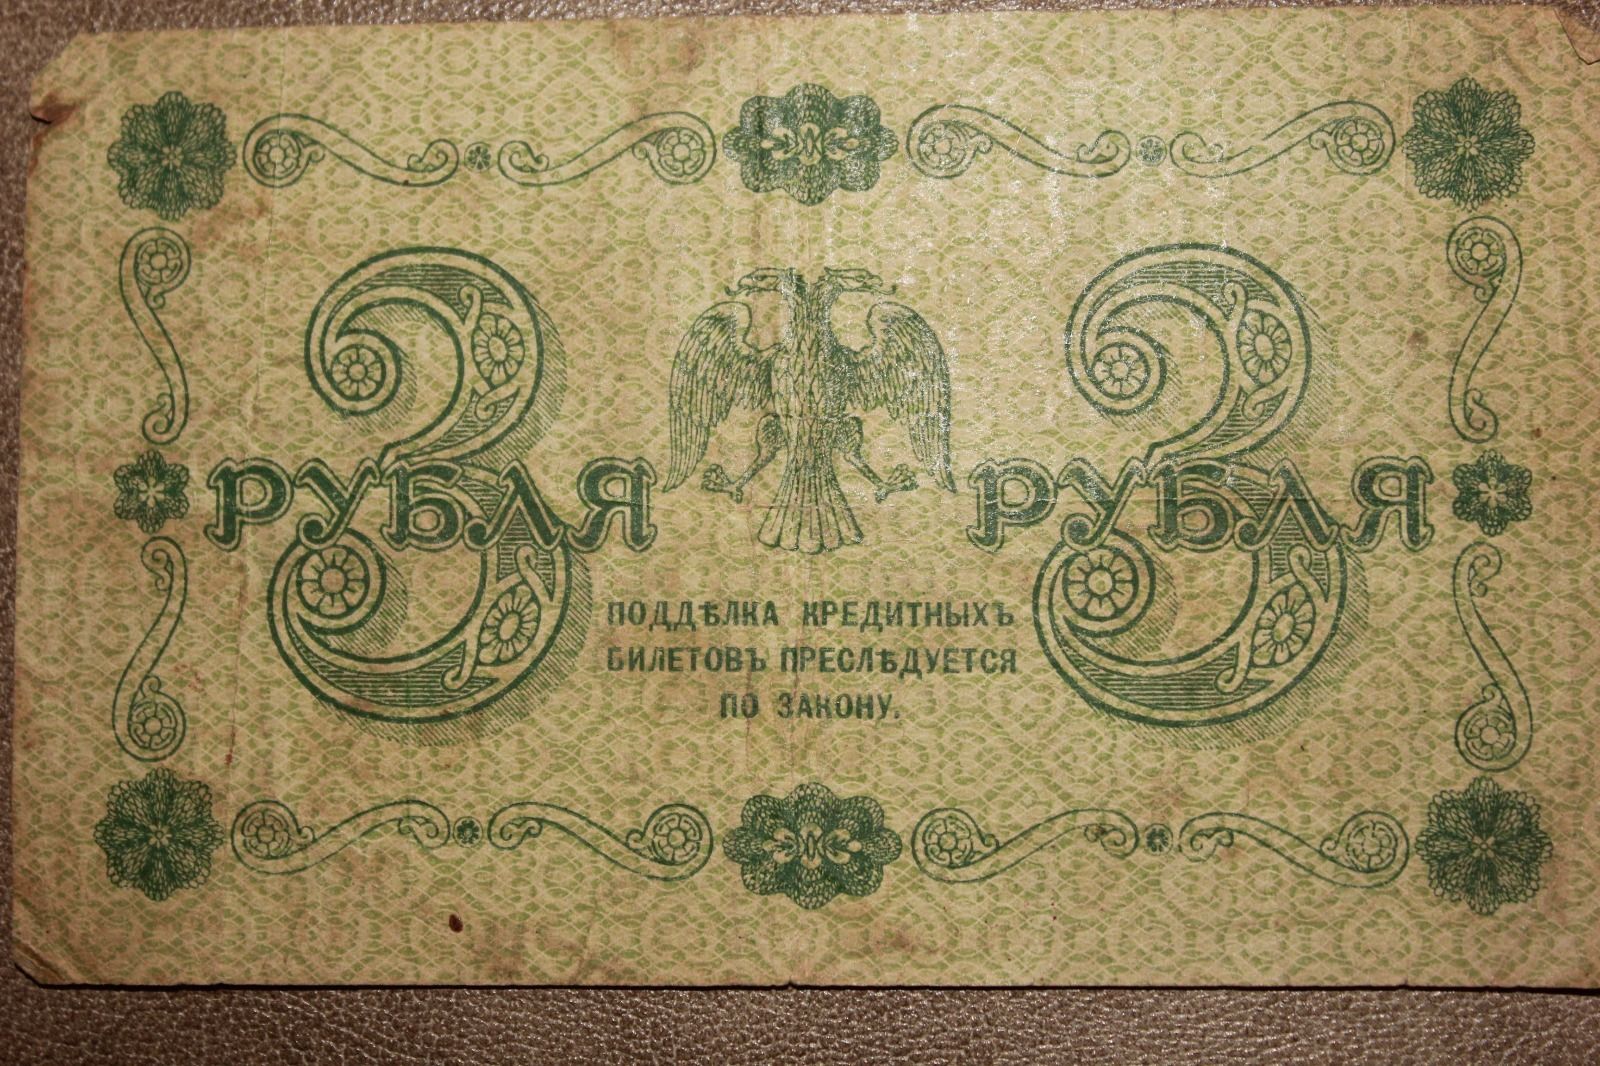 3 3
РУБЛЯ РУБЛЯ
ПОДДѢЛКА КРЕДИТНЫХЪ
БИЛЕТОВЪ ПРЕСЛѢДУЕТСЯ
ПО ЗАКОНУ.